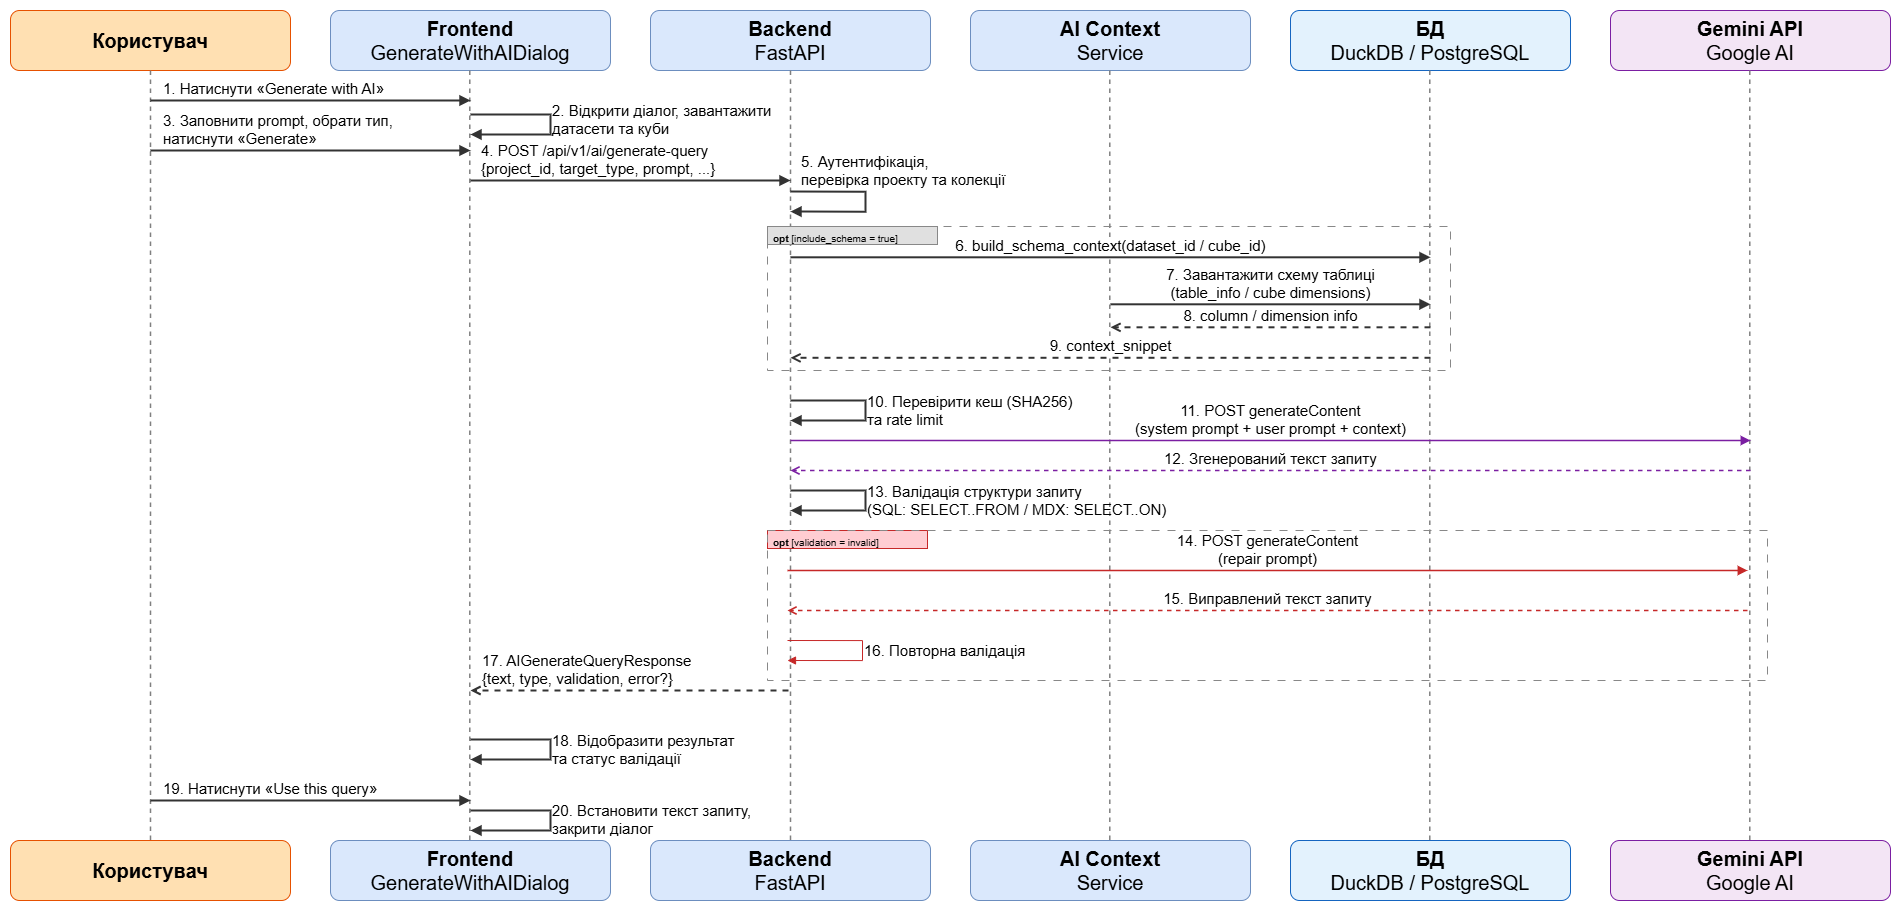 Користувач
Frontend
GenerateWithAIDialog
Backend
FastAPI
AI Context
Service
БД
DuckDB / PostgreSQL
Gemini API
Google AI
1. Натиснути «Generate with AI»
2. Відкрити діалог, завантажити
датасети та куби
3. Заповнити prompt, обрати тип,
натиснути «Generate»
4. POST /api/v1/ai/generate-query
{project_id, target_type, prompt, ...}
5. Аутентифікація,
перевірка проекту та колекції
opt [include_schema = true]
6. build_schema_context(dataset_id / cube_id)
7. Завантажити схему таблиці
(table_info / cube dimensions)
8. column / dimension info
9. context_snippet
10. Перевірити кеш (SHA256)
та rate limit
11. POST generateContent
(system prompt + user prompt + context)
12. Згенерований текст запиту
13. Валідація структури запиту
(SQL: SELECT..FROM / MDX: SELECT..ON)
opt [validation = invalid]
14. POST generateContent
(repair prompt)
15. Виправлений текст запиту
16. Повторна валідація
17. AIGenerateQueryResponse
{text, type, validation, error?}
18. Відобразити результат
та статус валідації
19. Натиснути «Use this query»
20. Встановити текст запиту,
закрити діалог
Користувач
Frontend
GenerateWithAIDialog
Backend
FastAPI
AI Context
Service
БД
DuckDB / PostgreSQL
Gemini API
Google AI